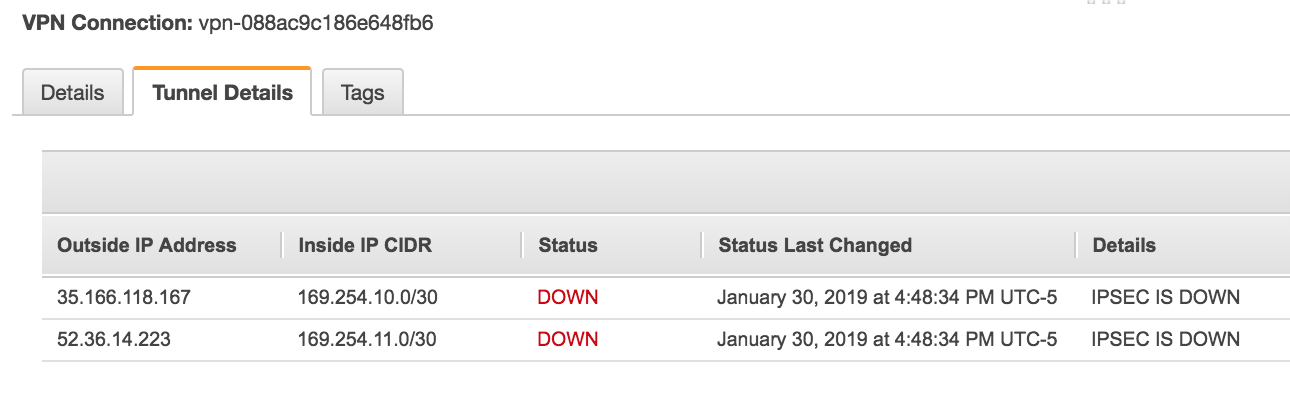 VPN Connection: vpn-088ac9c186e648fb6
Details Tunnel Details Tags
Outside IP Address Inside IP CIDR Status Status Last Changed Details
35.166.118.167 169.254.10.0/30 DOWN January 30, 2019 at 4:48:34 PM UTC-5 IPSEC IS DOWN
52.36.14.223 169.254.11.0/30 DOWN January 30, 2019 at 4:48:34 PM UTC-5 IPSEC IS DOWN